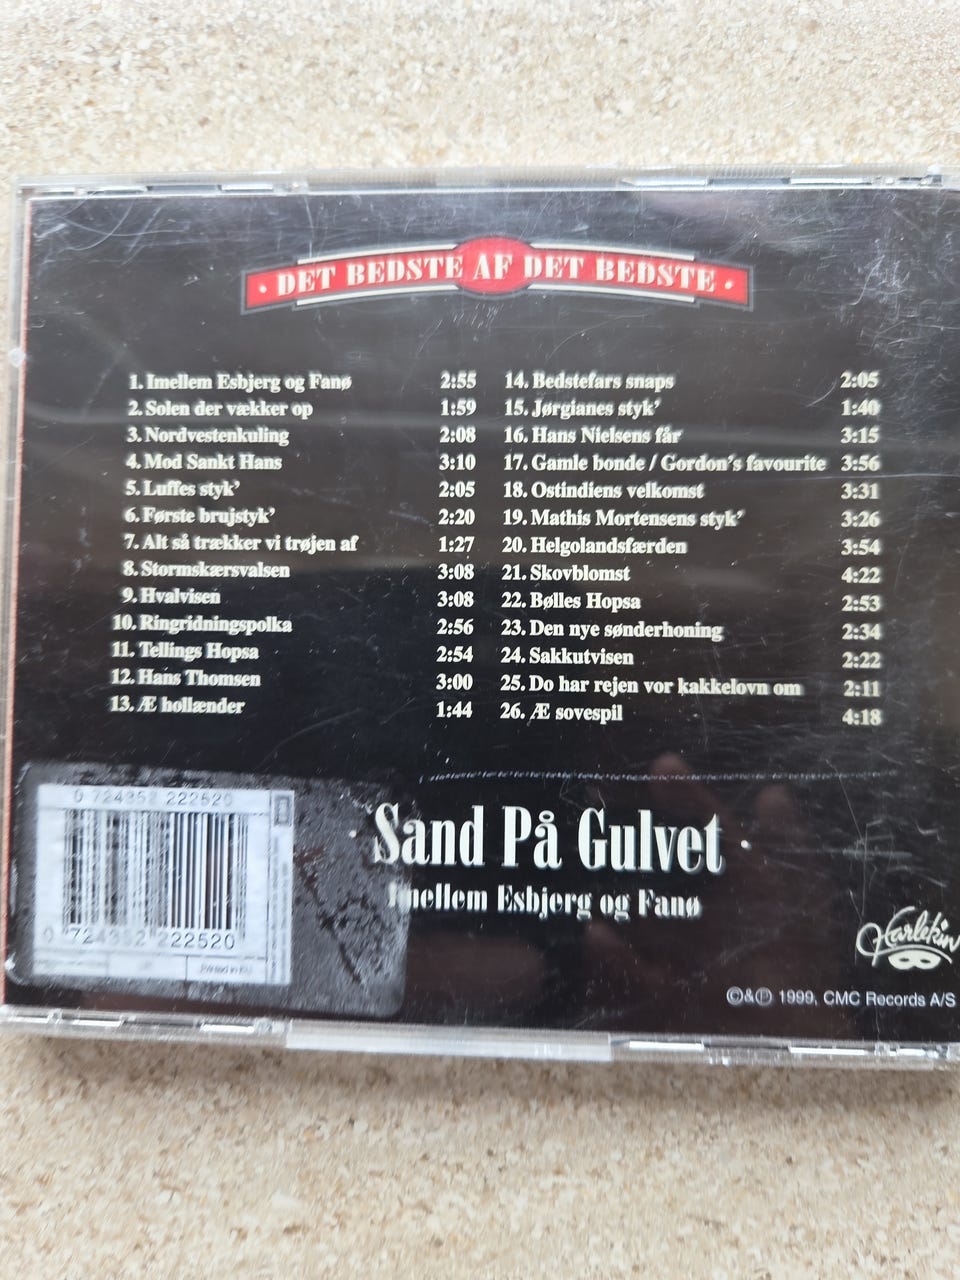 • DET BEDSTE AF DET BEDSTE •
1. Imellem Esbjerg og Fanø 2:55
2. Solen der vækker op 1:59
3. Nordvestenkuling 2:08
4. Mod Sankt Hans 3:10
5. Luffes styk’ 2:05
6. Første brujstyk’ 2:20
7. Alt så trækker vi trøjen af 1:27
8. Stormskærsvalsen 3:08
9. Hvalvisen 3:08
10. Ringridningspolka 2:56
11. Tellings Hopsa 2:54
12. Hans Thomsen 3:00
13. Æ hollænder 1:44
14. Bedstefars snaps 2:05
15. Jørgianes styk’ 1:40
16. Hans Nielsens får 3:15
17. Gamle bonde / Gordon’s favourite 3:56
18. Ostindiens velkomst 3:31
19. Mathis Mortensens styk’ 3:26
20. Helgolandsfærden 3:54
21. Skovblomst 4:22
22. Bølles Hopsa 2:53
23. Den nye sønderhoning 2:34
24. Sakkutvisen 2:22
25. Do har rejen vor kakkelovn om 2:11
26. Æ sovespil 4:18
0 724352 222520
• Sand På Gulvet •
Imellem Esbjerg og Fanø
0 724352 222520
Printed in EU
Harlekin
©&℗ 1999, CMC Records A/S